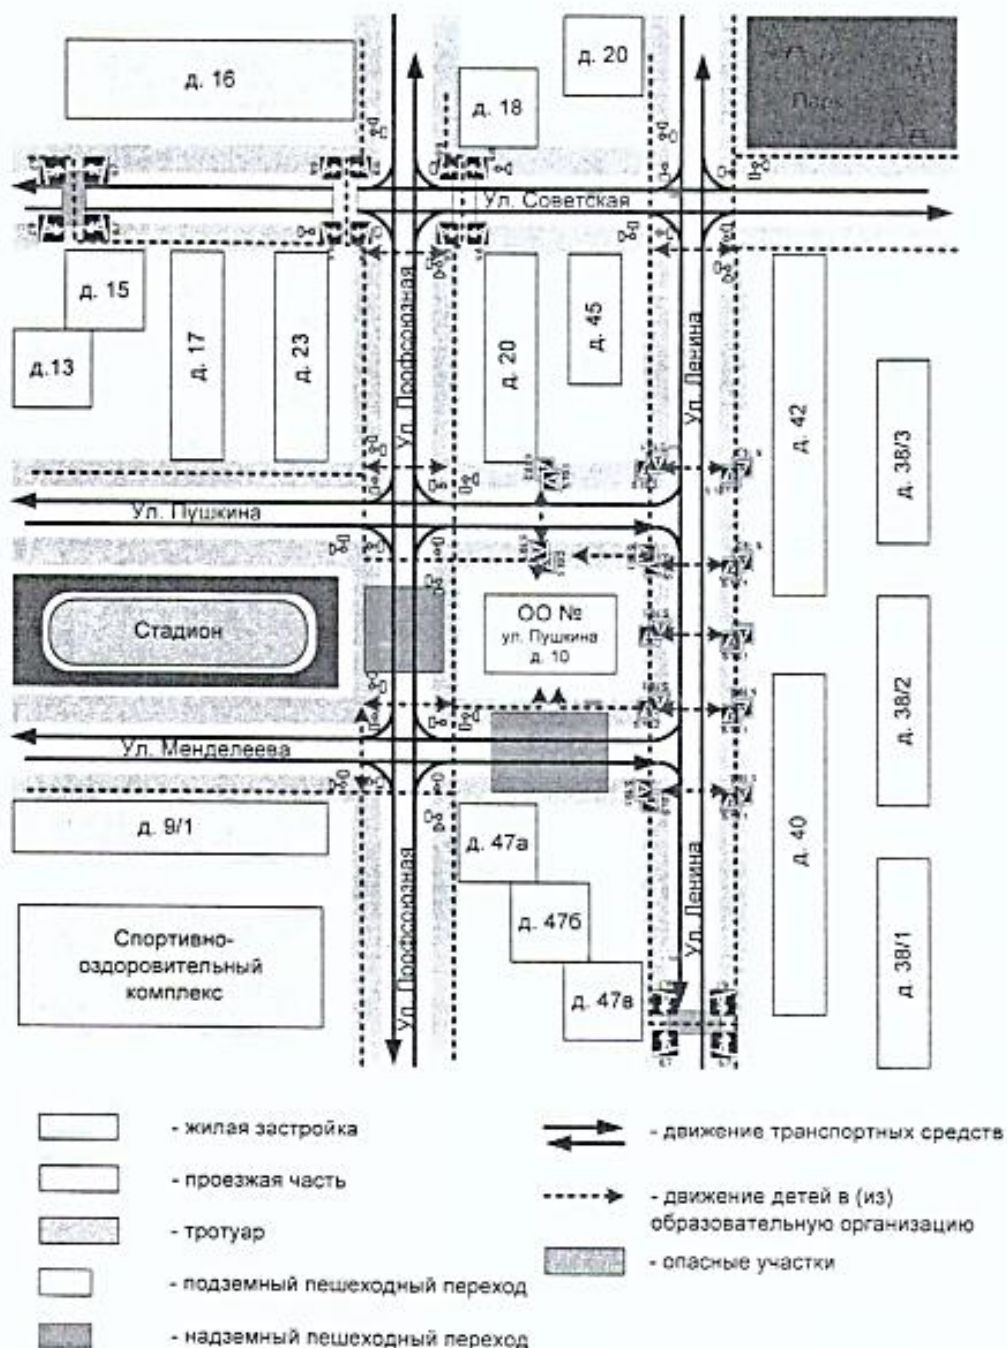 д. 16
д. 20
д. 18
Парк
Ул. Советская
д. 15
д.13
д. 17
д. 23
Ул. Профсоюзная
д. 20
д. 45
Ул. Ленина
д. 42
д. 38/3
Ул. Пушкина
Стадион
ОО №
ул. Пушкина
д. 10
д. 38/2
Ул. Менделеева
д. 9/1
д. 47а
д. 40
Ул. Профсоюзная
Ул. Ленина
д. 47б
Спортивно-
оздоровительный
комплекс
д. 47в
д. 38/1
- жилая застройка
- движение транспортных средств
- проезжая часть
- движение детей в (из)
образовательную организацию
- тротуар
- опасные участки
- подземный пешеходный переход
- надземный пешеходный переход